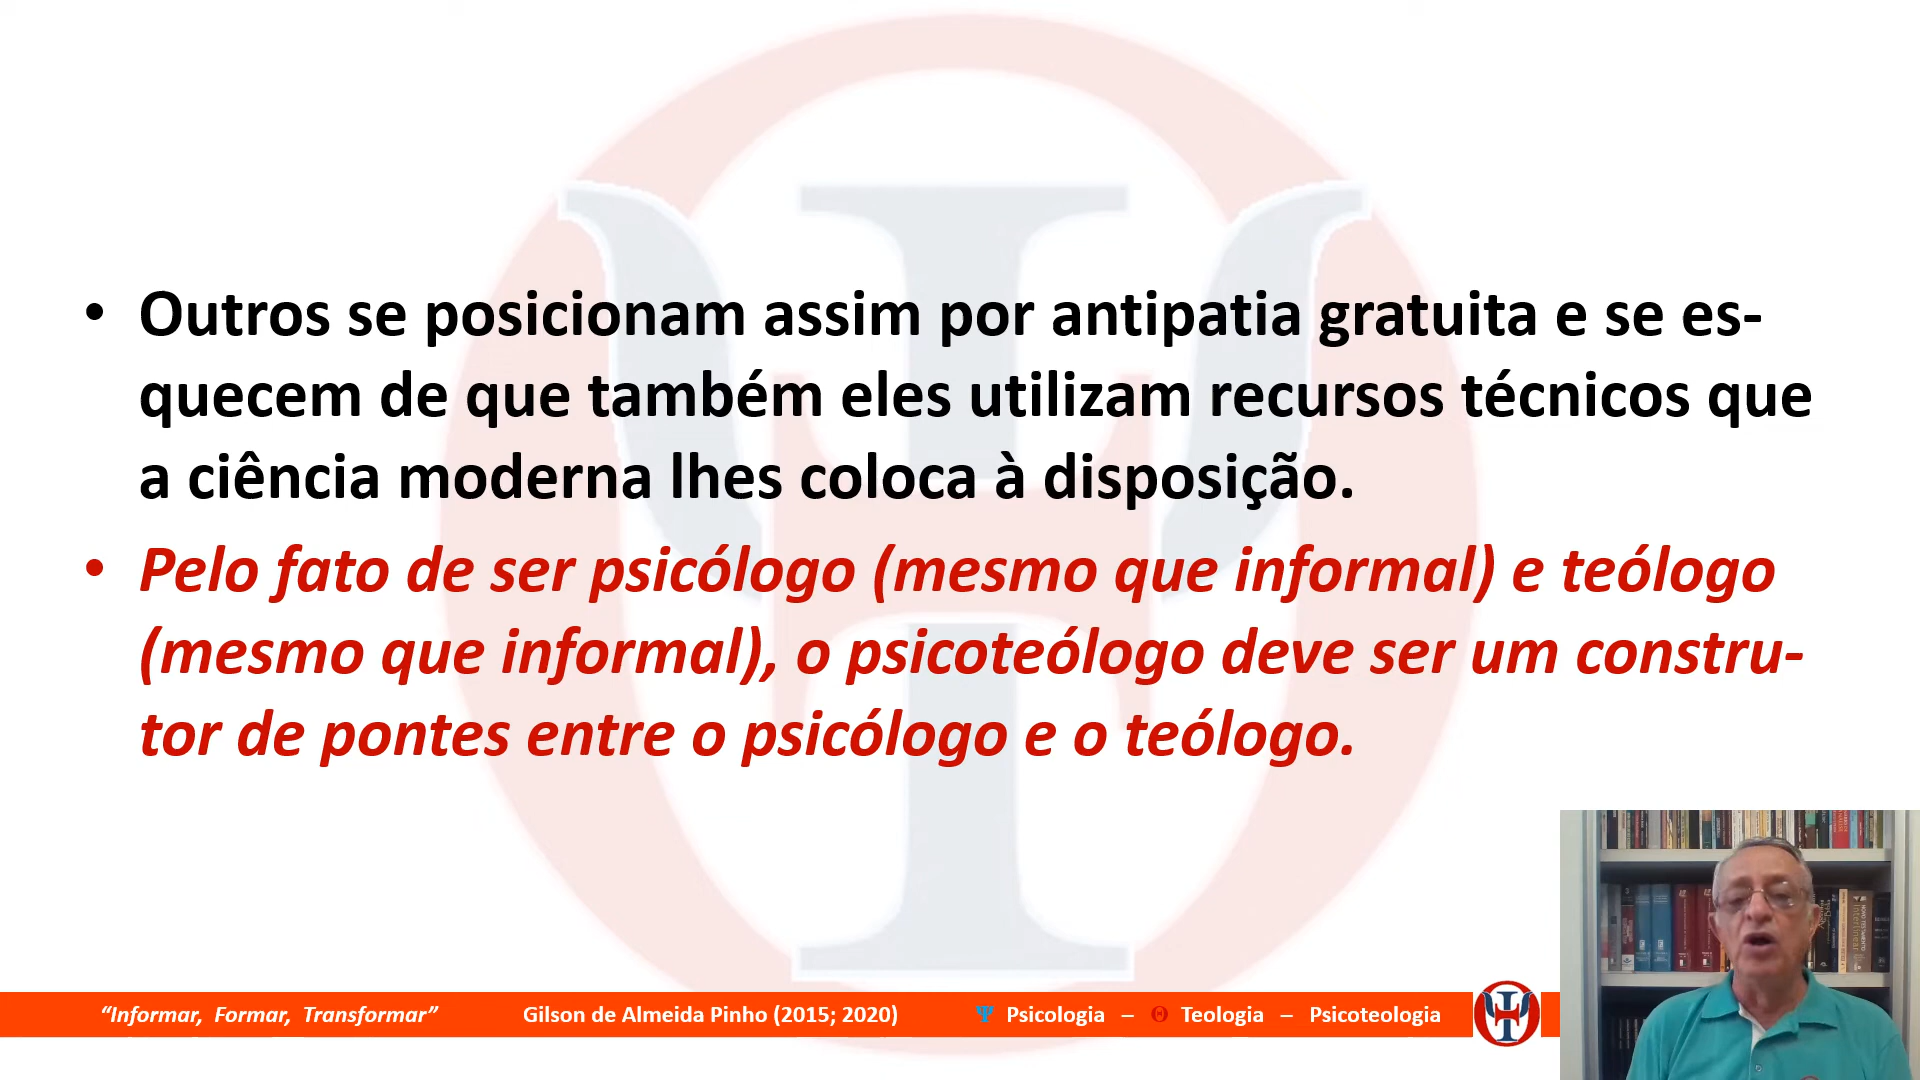 • Outros se posicionam assim por antipatia gratuita e se es-
quecem de que também eles utilizam recursos técnicos que
a ciência moderna lhes coloca à disposição.
• Pelo fato de ser psicólogo (mesmo que informal) e teólogo
(mesmo que informal), o psicoteólogo deve ser um constru-
tor de pontes entre o psicólogo e o teólogo.
“Informar, Formar, Transformar” Gilson de Almeida Pinho (2015; 2020) Ψ Psicologia – Θ Teologia – Psicoteologia